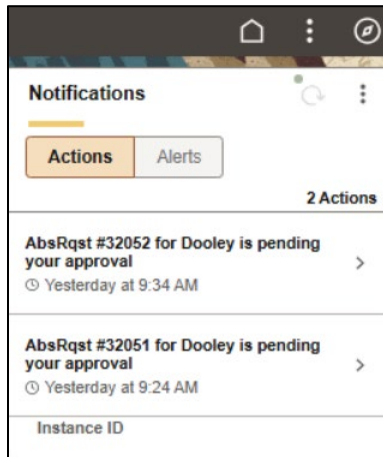 Notifications
Actions
Alerts
2 Actions
AbsRqst #32052 for Dooley is pending
your approval
Yesterday at 9:34 AM
AbsRqst #32051 for Dooley is pending
your approval
Yesterday at 9:24 AM
Instance ID